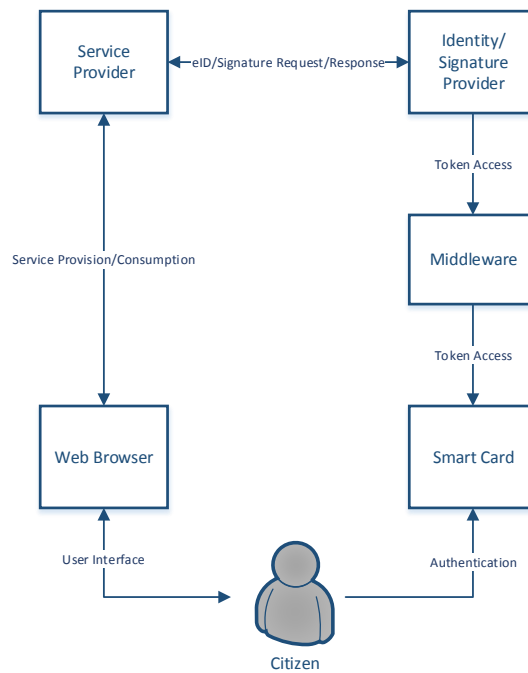 Service
Provider
eID/Signature Request/Response
Identity/
Signature
Provider
Token Access
Service Provision/Consumption
Middleware
Token Access
Web Browser
Smart Card
User Interface
Authentication
Citizen